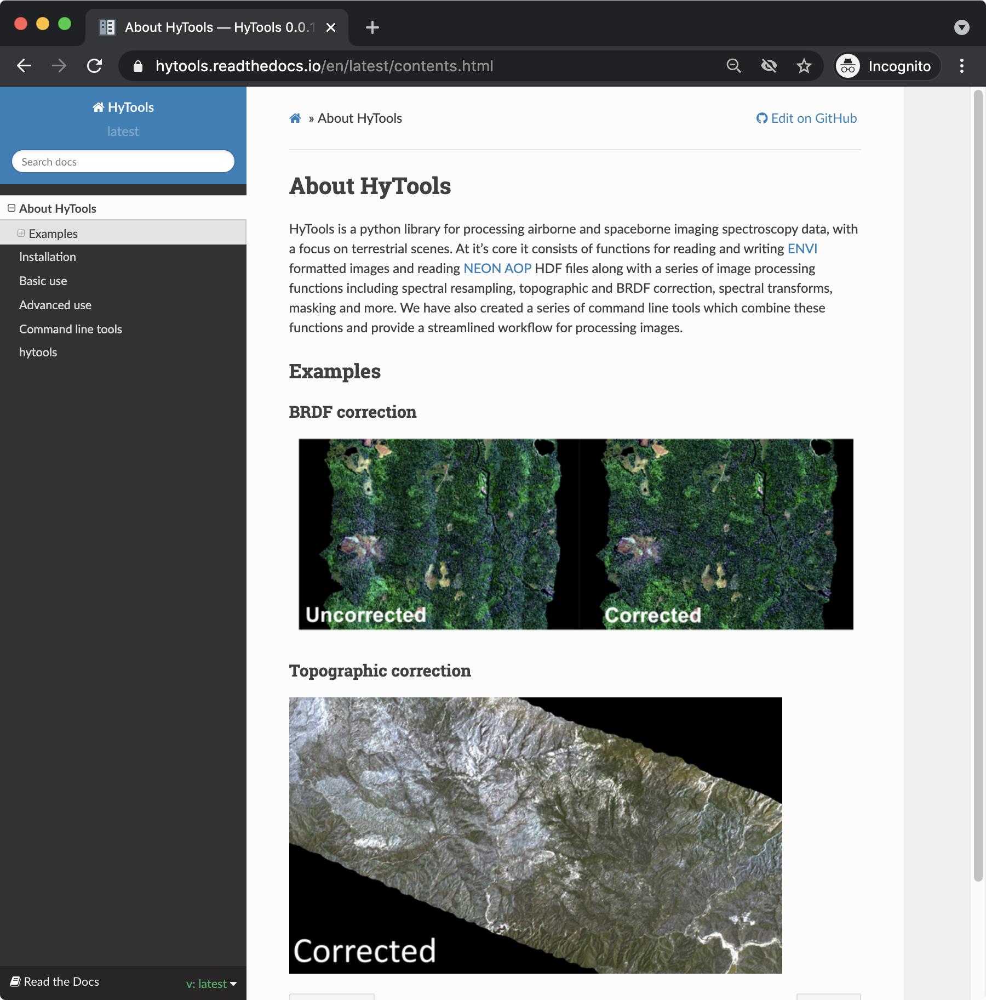 About HyTools — HyTools 0.0.1
hytools.readthedocs.io/en/latest/contents.html
Incognito
HyTools
latest
Search docs
About HyTools
Examples
Installation
Basic use
Advanced use
Command line tools
hytools
Read the Docs
v: latest
» About HyTools
Edit on GitHub
About HyTools
HyTools is a python library for processing airborne and spaceborne imaging spectroscopy data, with
a focus on terrestrial scenes. At it’s core it consists of functions for reading and writing ENVI
formatted images and reading NEON AOP HDF files along with a series of image processing
functions including spectral resampling, topographic and BRDF correction, spectral transforms,
masking and more. We have also created a series of command line tools which combine these
functions and provide a streamlined workflow for processing images.
Examples
BRDF correction
Uncorrected
Corrected
Topographic correction
Corrected